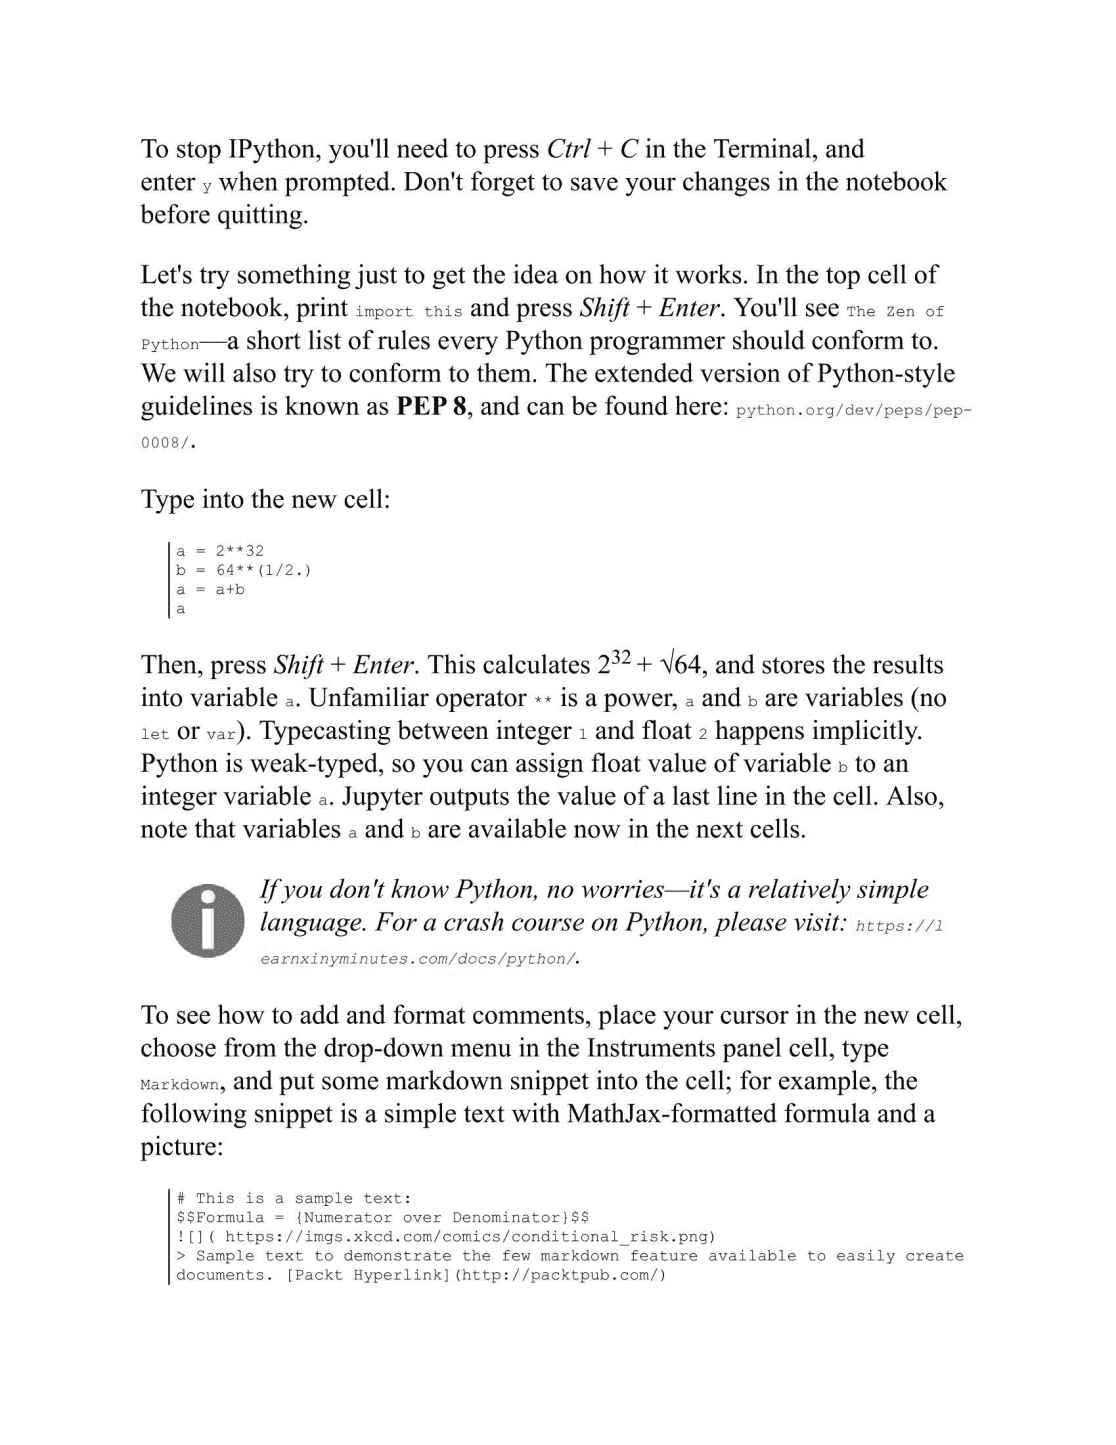 To stop IPython, you'll need to press Ctrl + C in the Terminal, and
enter y when prompted. Don't forget to save your changes in the notebook
before quitting.
Let's try something just to get the idea on how it works. In the top cell of
the notebook, print import this and press Shift + Enter. You'll see The Zen of
Python—a short list of rules every Python programmer should conform to.
We will also try to conform to them. The extended version of Python-style
guidelines is known as PEP 8, and can be found here: python.org/dev/peps/pep-
0008/.
Type into the new cell:
a = 2**32
b = 64**(1/2.)
a = a+b
a
Then, press Shift + Enter. This calculates 2³² + √64, and stores the results
into variable a. Unfamiliar operator ** is a power, a and b are variables (no
let or var). Typecasting between integer 1 and float 2 happens implicitly.
Python is weak-typed, so you can assign float value of variable b to an
integer variable a. Jupyter outputs the value of a last line in the cell. Also,
note that variables a and b are available now in the next cells.
If you don't know Python, no worries—it's a relatively simple
language. For a crash course on Python, please visit: https://l
earnxinyminutes.com/docs/python/.
To see how to add and format comments, place your cursor in the new cell,
choose from the drop-down menu in the Instruments panel cell, type
Markdown, and put some markdown snippet into the cell; for example, the
following snippet is a simple text with MathJax-formatted formula and a
picture:
# This is a sample text:
$$Formula = {Numerator over Denominator}$$
![]( https://imgs.xkcd.com/comics/conditional_risk.png)
> Sample text to demonstrate the few markdown feature available to easily create
documents. [Packt Hyperlink](http://packtpub.com/)